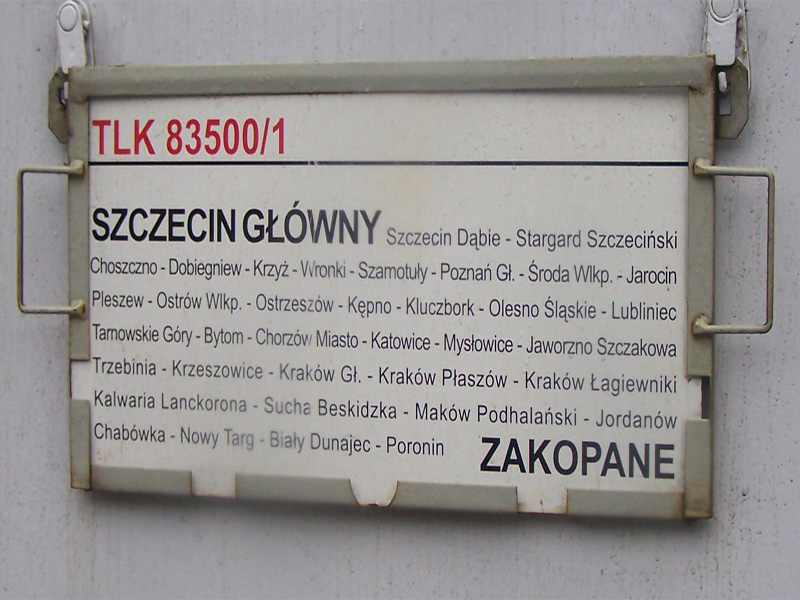 TLK 83500/1
SZCZECIN GŁÓWNY Szczecin Dąbie - Stargard Szczeciński
Choszczno - Dobiegniew - Krzyż - Wronki - Szamotuły - Poznań Gł. - Środa Wlkp. - Jarocin
Pleszew - Ostrów Wlkp. - Ostrzeszów - Kępno - Kluczbork - Olesno Śląskie - Lubliniec
Tarnowskie Góry - Bytom - Chorzów Miasto - Katowice - Mysłowice - Jaworzno Szczakowa
Trzebinia - Krzeszowice - Kraków Gł. - Kraków Płaszów - Kraków Łagiewniki
Kalwaria Lanckorona - Sucha Beskidzka - Maków Podhalański - Jordanów
Chabówka - Nowy Targ - Biały Dunajec - Poronin ZAKOPANE